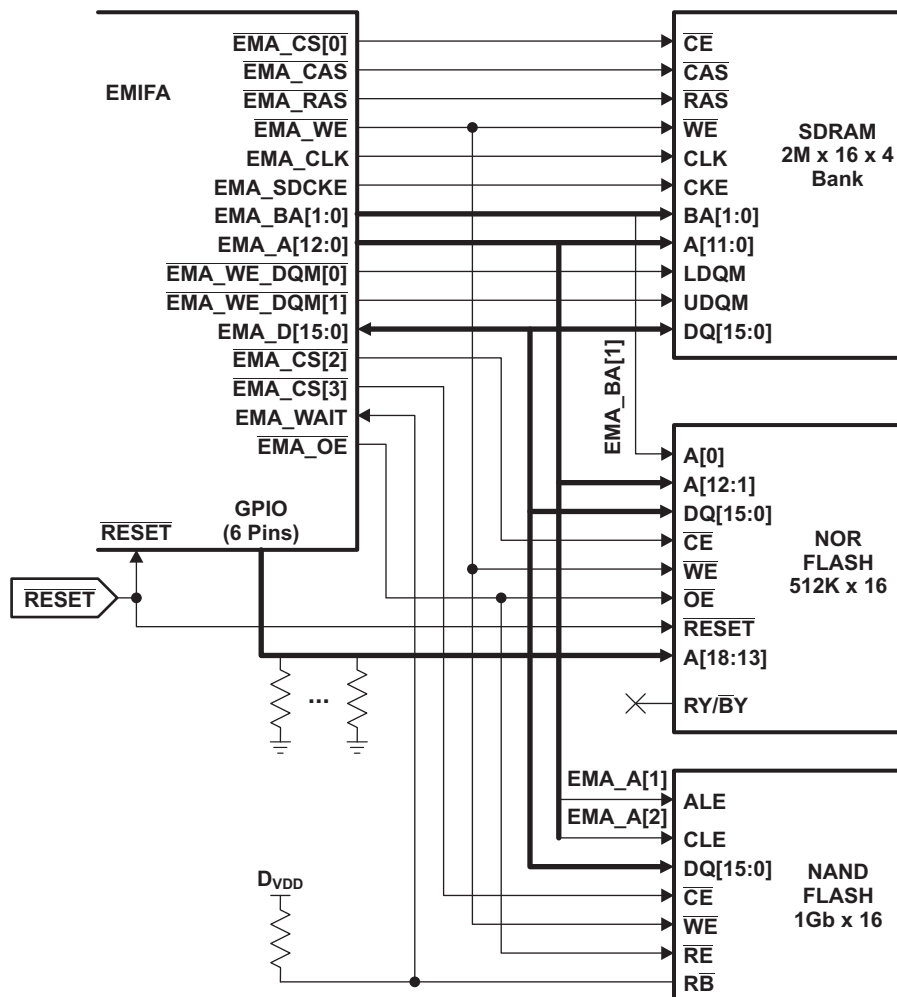 EMIFA
EMA_CS[0]
EMA_CAS
EMA_RAS
EMA_WE
EMA_CLK
EMA_SDCKE
EMA_BA[1:0]
EMA_A[12:0]
EMA_WE_DQM[0]
EMA_WE_DQM[1]
EMA_D[15:0]
EMA_CS[2]
EMA_CS[3]
EMA_WAIT
EMA_OE
GPIO
(6 Pins)
RESET
RESET
...
CE
CAS
RAS
WE
CLK
CKE
BA[1:0]
A[11:0]
LDQM
UDQM
DQ[15:0]
SDRAM
2M x 16 x 4
Bank
EMA_BA[1]
A[0]
A[12:1]
DQ[15:0]
CE
WE
OE
RESET
A[18:13]
RY/BY
NOR
FLASH
512K x 16
EMA_A[1]
EMA_A[2]
ALE
CLE
DQ[15:0]
CE
WE
RE
RB
NAND
FLASH
1Gb x 16
DVDD